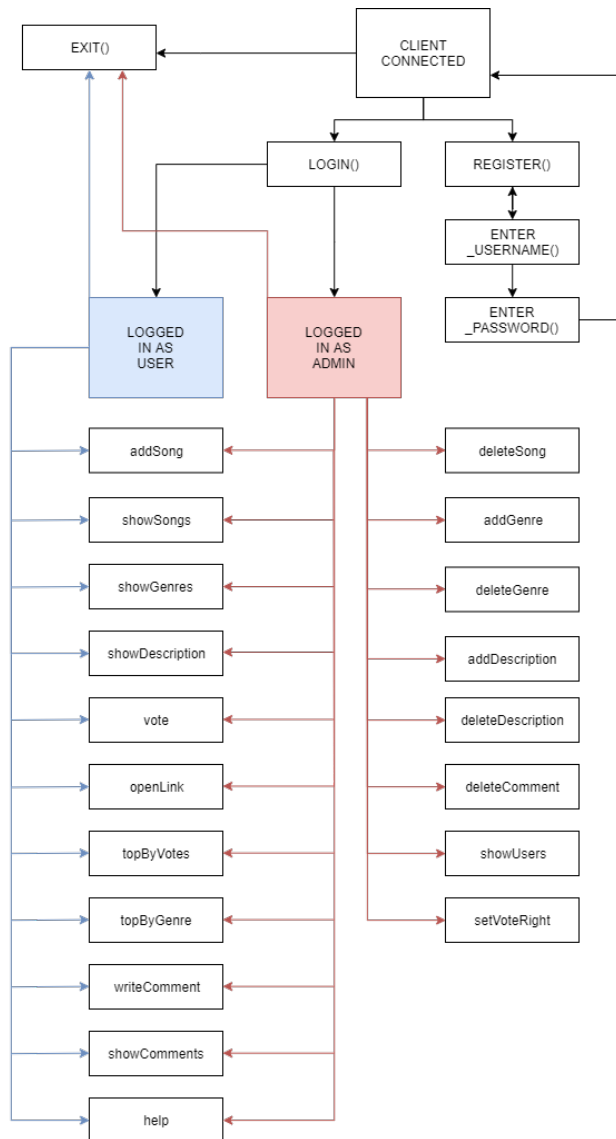 EXIT()
CLIENT
CONNECTED
LOGIN()
REGISTER()
ENTER
_USERNAME()
ENTER
_PASSWORD()
LOGGED
IN AS
USER
LOGGED
IN AS
ADMIN
addSong
deleteSong
showSongs
addGenre
showGenres
deleteGenre
showDescription
addDescription
vote
deleteDescription
openLink
deleteComment
topByVotes
showUsers
topByGenre
setVoteRight
writeComment
showComments
help